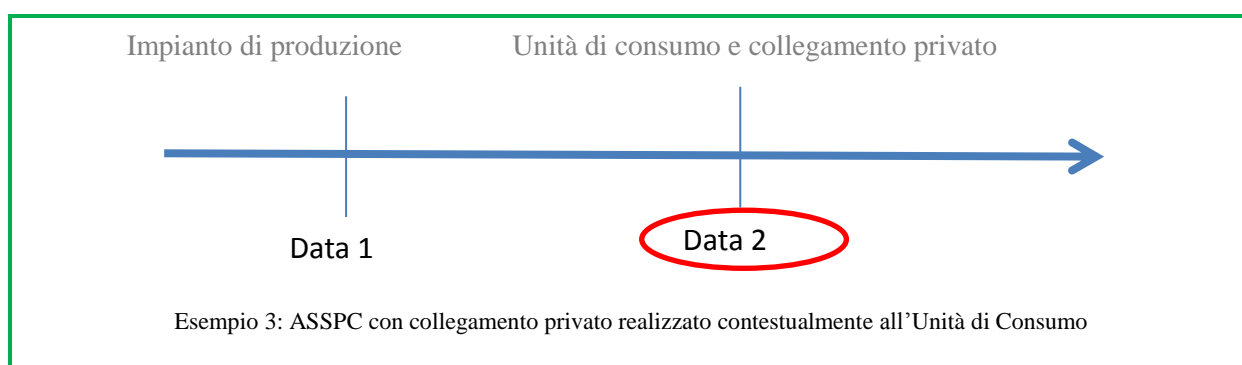 Impianto di produzione
Unità di consumo e collegamento privato
Data 1
Data 2
Esempio 3: ASSPC con collegamento privato realizzato contestualmente all’Unità di Consumo